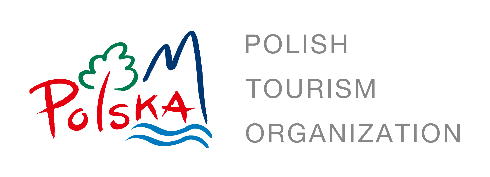 POLSKA
POLISH
TOURISM
ORGANIZATION